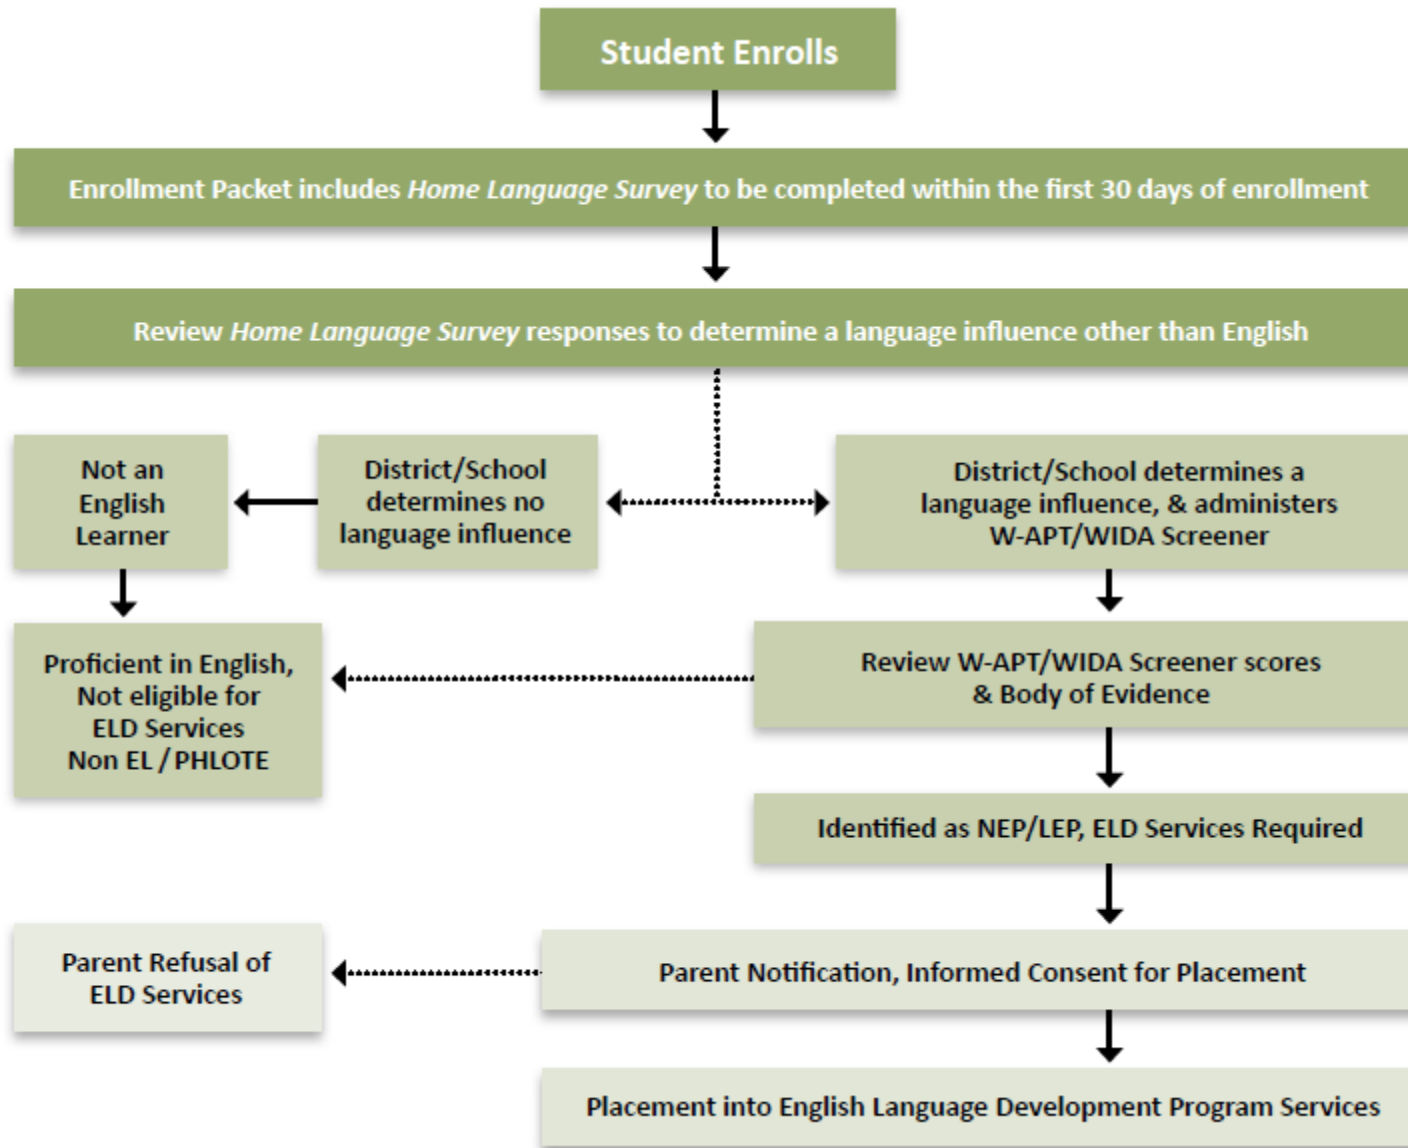 Student Enrolls
Enrollment Packet includes Home Language Survey to be completed within the first 30 days of enrollment
Review Home Language Survey responses to determine a language influence other than English
Not an
English
Learner
District/School
determines no
language influence
District/School determines a
language influence, & administers
W-APT/WIDA Screener
Proficient in English,
Not eligible for
ELD Services
Non EL / PHLOTE
Review W-APT/WIDA Screener scores
& Body of Evidence
Identified as NEP/LEP, ELD Services Required
Parent Refusal of
ELD Services
Parent Notification, Informed Consent for Placement
Placement into English Language Development Program Services